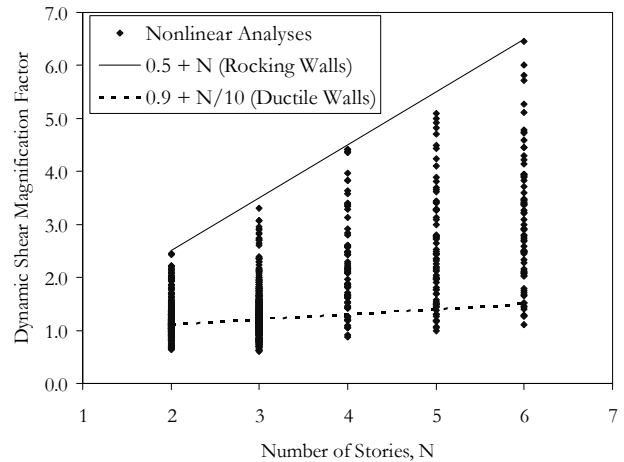 7.0
6.0
5.0
4.0
3.0
2.0
1.0
0.0
Dynamic Shear Magnification Factor
Nonlinear Analyses
0.5 + N (Rocking Walls)
0.9 + N/10 (Ductile Walls)
1 2 3 4 5 6 7
Number of Stories, N